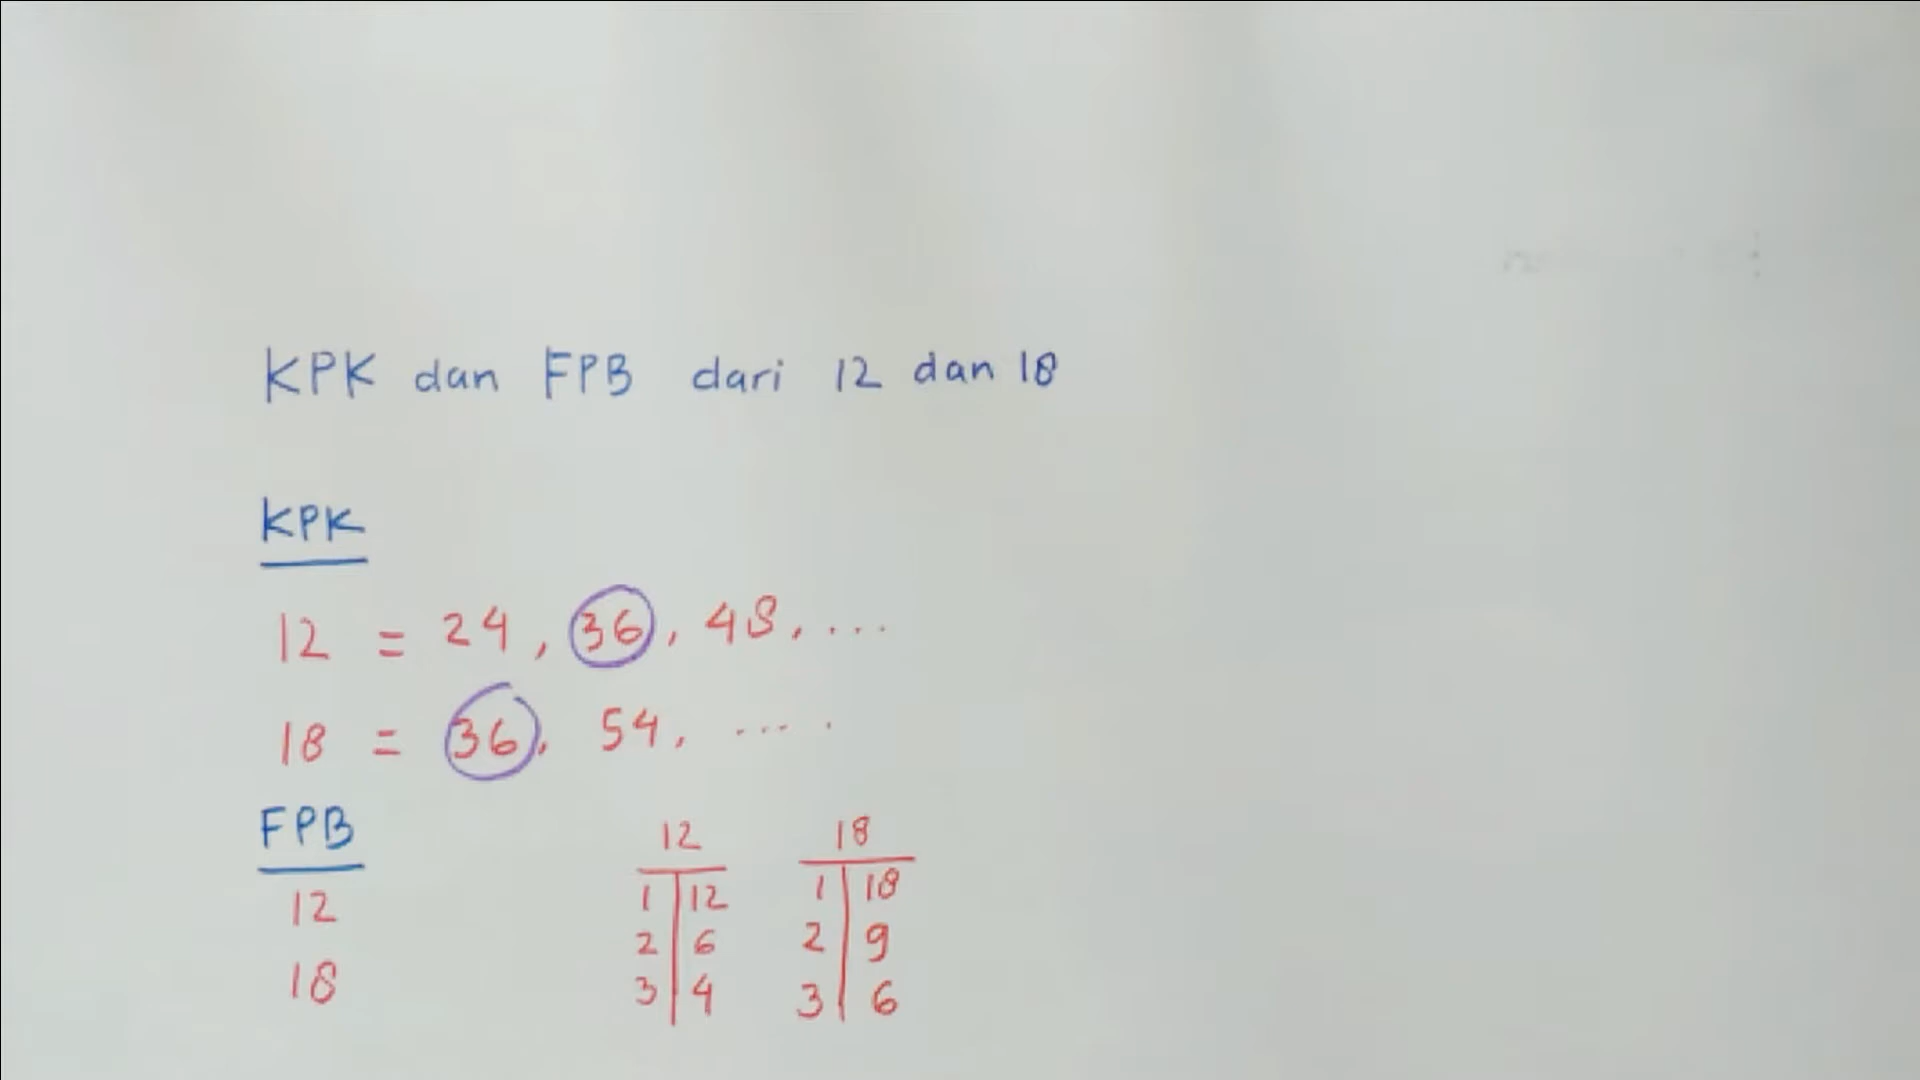 KPK dan FPB dari 12 dan 18
KPK
12 = 24, 36, 48, ....
18 = 36, 54, .... .
FPB
12
18
12
1 12
2 6
3 4
18
1 18
2 9
3 6